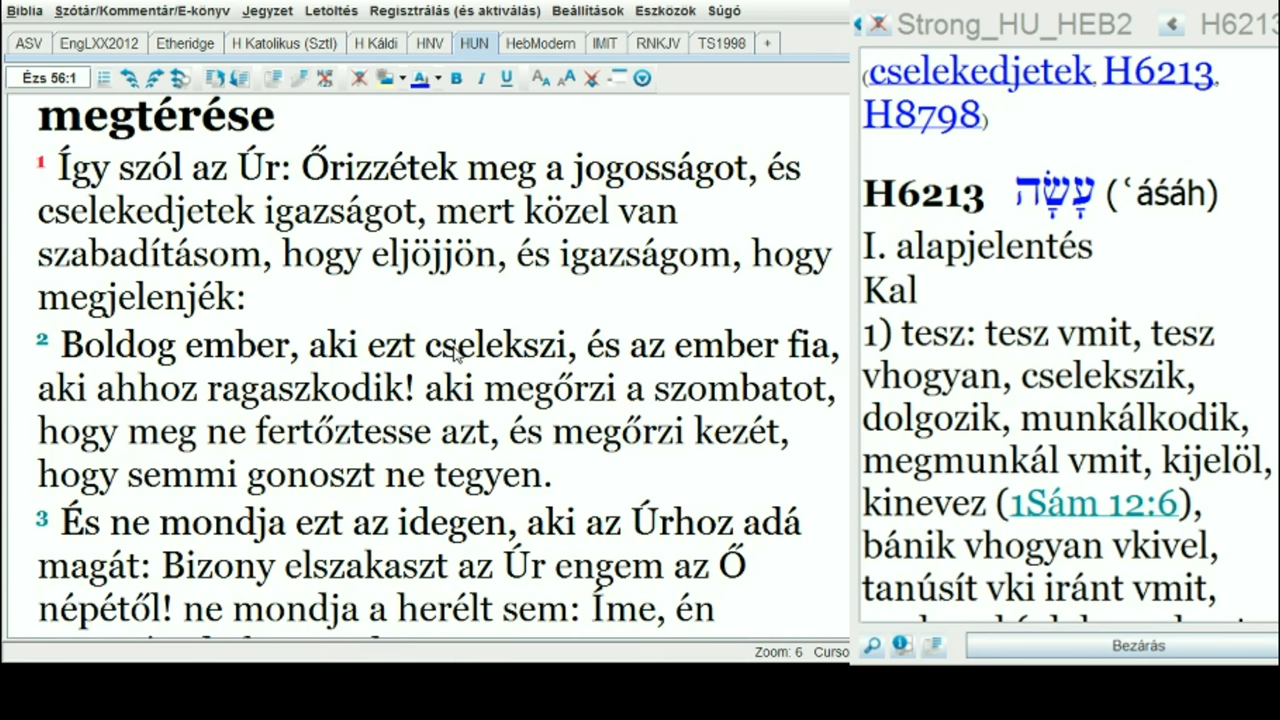 Biblia Szótár/Kommentár/E-könyv Jegyzet Letöltés Regisztrálás (és aktiválás) Beállítások Eszközök Súgó
ASV EngLXX2012 Etheridge H Katolikus (Sztl) H Káldi HNV HUN HebModern IMIT RNKJV TS1998 +
Ézs 56:1
megtérése
1 Így szól az Úr: Őrizzétek meg a jogosságot, és
cselekedjetek igazságot, mert közel van
szabadításom, hogy eljöjjön, és igazságom, hogy
megjelenjék:
2 Boldog ember, aki ezt cselekszi, és az ember fia,
aki ahhoz ragaszkodik! aki megőrzi a szombatot,
hogy meg ne fertőztesse azt, és megőrzi kezét,
hogy semmi gonoszt ne tegyen.
3 És ne mondja ezt az idegen, aki az Úrhoz adá
magát: Bizony elszakaszt az Úr engem az Ő
népétől! ne mondja a herélt sem: Íme, én
Zoom: 6 Curso
Strong_HU_HEB2 H6213
(cselekedjetek, H6213,
H8798)
H6213 עָשָׂה (ʿáśáh)
I. alapjelentés
Kal
1) tesz: tesz vmit, tesz
vhogyan, cselekszik,
dolgozik, munkálkodik,
megmunkál vmit, kijelöl,
kinevez (1Sám 12:6),
bánik vhogyan vkivel,
tanúsít vki iránt vmit,
Bezárás